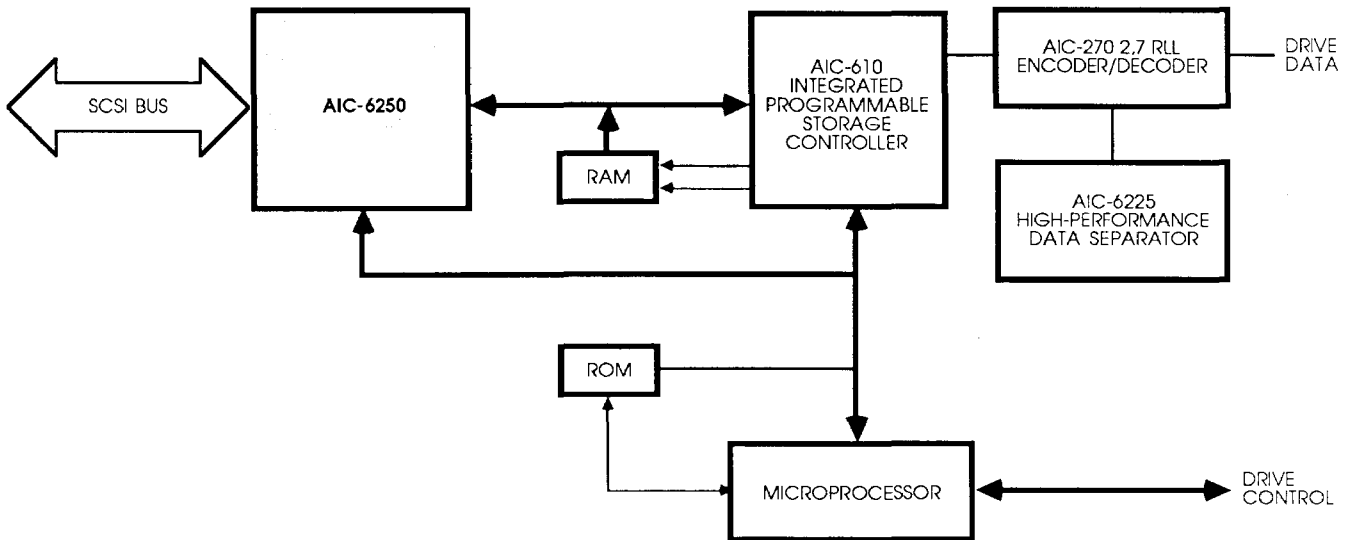 SCSI BUS
AIC-6250
RAM
AIC-610
INTEGRATED
PROGRAMMABLE
STORAGE
CONTROLLER
AIC-270 2,7 RLL
ENCODER/DECODER
DRIVE
DATA
AIC-6225
HIGH-PERFORMANCE
DATA SEPARATOR
ROM
MICROPROCESSOR
DRIVE
CONTROL